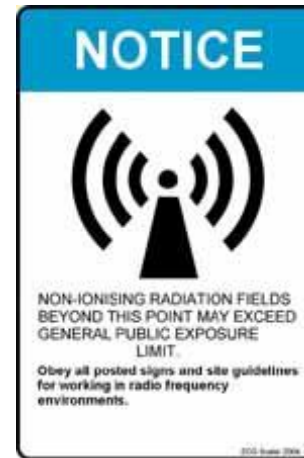 NOTICE
NON-IONISING RADIATION FIELDS
BEYOND THIS POINT MAY EXCEED
GENERAL PUBLIC EXPOSURE
LIMIT.
Obey all posted signs and site guidelines
for working in radio frequency
environments.